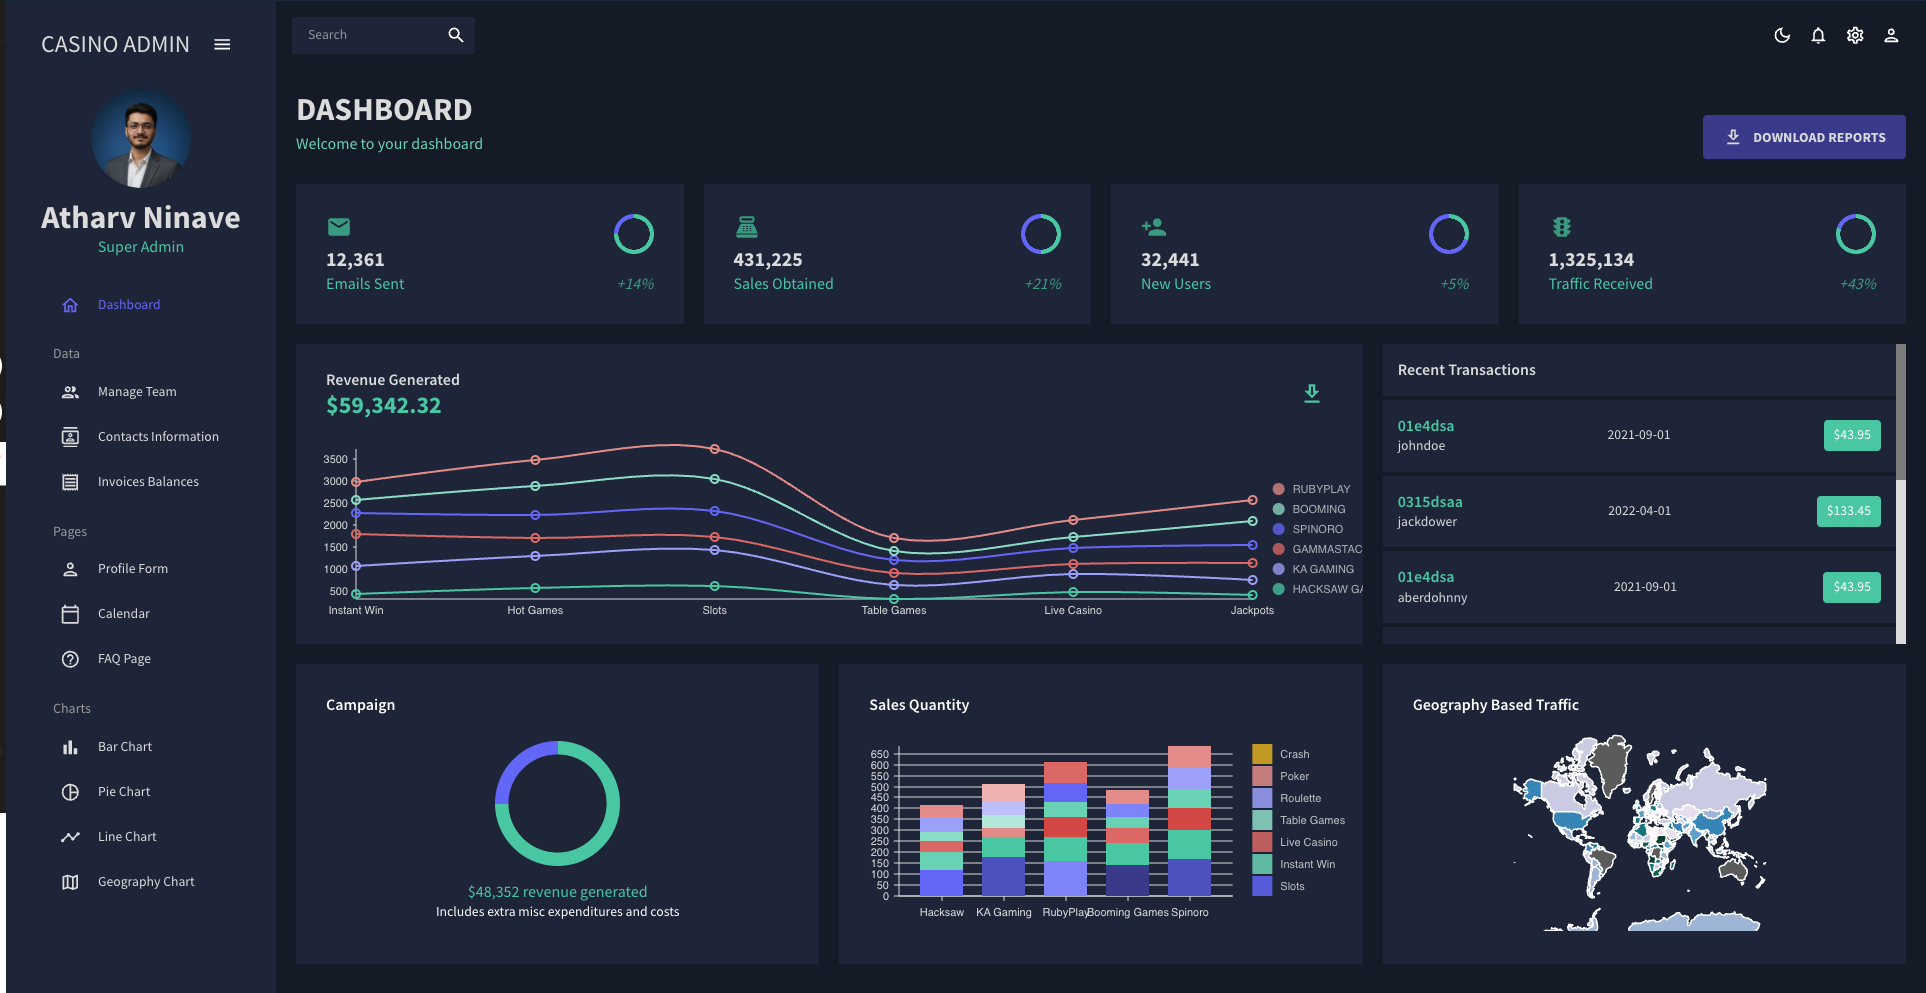 CASINO ADMIN
Atharv Ninave
Super Admin
Dashboard
Data
Manage Team
Contacts Information
Invoices Balances
Pages
Profile Form
Calendar
FAQ Page
Charts
Bar Chart
Pie Chart
Line Chart
Geography Chart
Search
DASHBOARD
Welcome to your dashboard
DOWNLOAD REPORTS
12,361
Emails Sent
+14%
431,225
Sales Obtained
+21%
32,441
New Users
+5%
1,325,134
Traffic Received
+43%
Revenue Generated
$59,342.32
3500
3000
2500
2000
1500
1000
500
Instant Win
Hot Games
Slots
Table Games
Live Casino
Jackpots
RUBYPLAY
BOOMING
SPINORO
GAMMASTAC
KA GAMING
HACKSAW GA
Recent Transactions
01e4dsa
johndoe
2021-09-01
$43.95
0315dsaa
jackdower
2022-04-01
$133.45
01e4dsa
aberdohnny
2021-09-01
$43.95
Campaign
$48,352 revenue generated
Includes extra misc expenditures and costs
Sales Quantity
650
600
550
500
450
400
350
300
250
200
150
100
50
0
Hacksaw
KA Gaming
RubyPlay
Booming Games
Spinoro
Crash
Poker
Roulette
Table Games
Live Casino
Instant Win
Slots
Geography Based Traffic